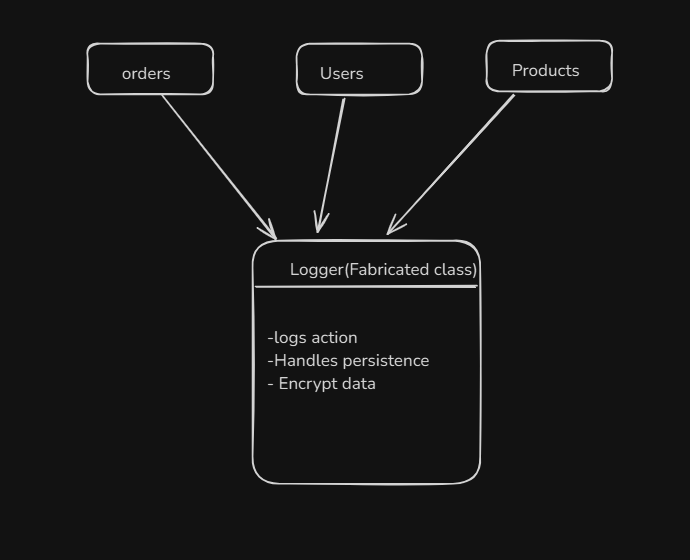 orders
Users
Products
Logger(Fabricated class)
-logs action
-Handles persistence
- Encrypt data